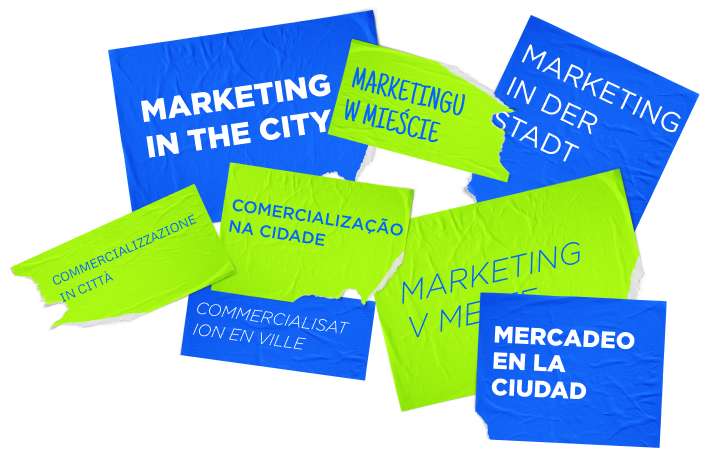 MARKETING
IN THE CITY
MARKETINGU
W MIEŚCIE
MARKETING
IN DER
STADT
COMMERCIALIZZAZIONE
IN CITTÀ
COMERCIALIZAÇÃO
NA CIDADE
COMMERCIALISAT
ION EN VILLE
MARKETING
V
MERCADEO
EN LA
CIUDAD